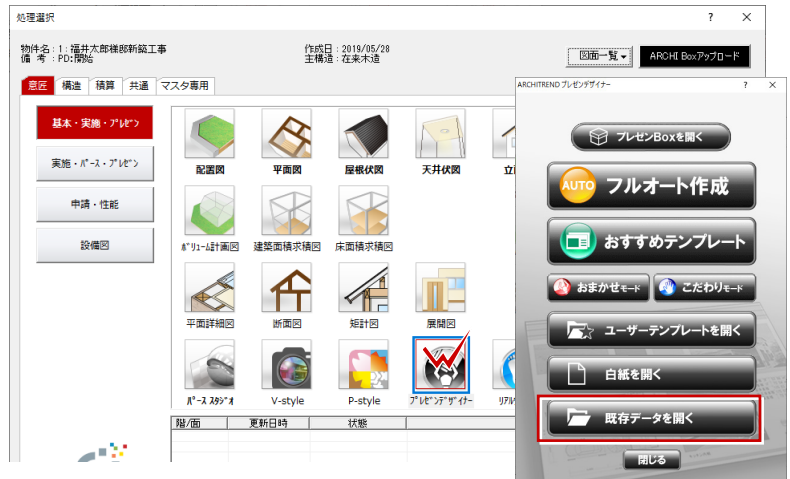 処理選択
物件名：1：福井太郎様邸新築工事
備　考　：PD:開始
作成日：2019/05/28
主構造：在来木造
図面一覧
ARCHI Boxアップロード
意匠 構造 積算 共通 マスタ専用
基本・実施・ﾌﾟﾚｾﾞﾝ
実施・ﾊﾟｰｽ・ﾌﾟﾚｾﾞﾝ
申請・性能
設備図
配置図 平面図 屋根伏図 天井伏図
ﾎﾞﾘｭｰﾑ計画図 建築面積求積図 床面積求積図
平面詳細図 断面図 矩計図 展開図
ﾊﾟｰｽ ｽﾀｼﾞｵ V-style P-style ﾌﾟﾚｾﾞﾝﾃﾞｻﾞｲﾅｰ ﾘｱﾙ
階/面 更新日時 状態
ARCHITREND プレゼンデザイナー
プレゼンBoxを開く
AUTO フルオート作成
おすすめテンプレート
おまかせモード こだわりモード
ユーザーテンプレートを開く
白紙を開く
既存データを開く
閉じる